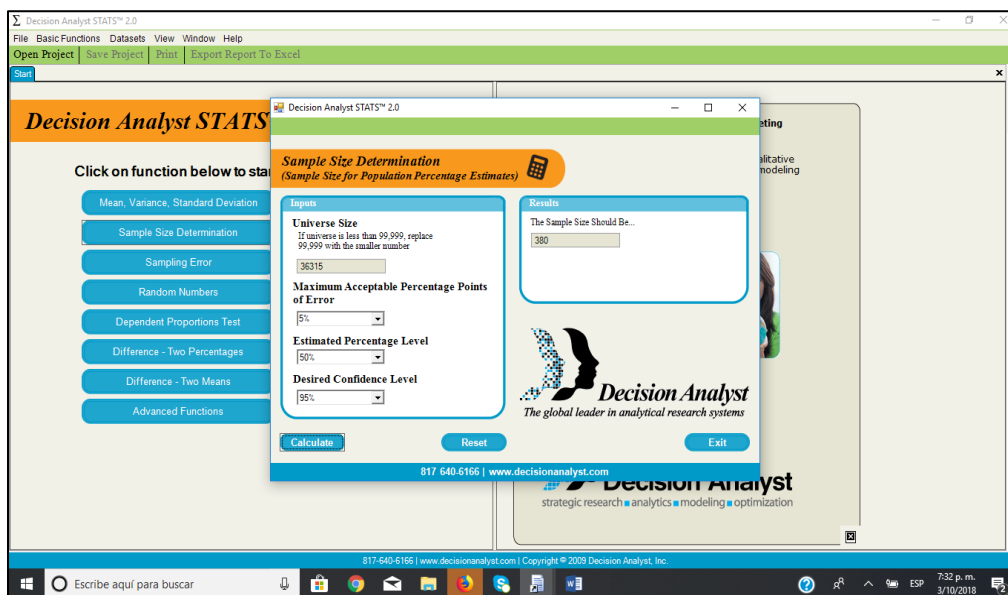 Decision Analyst STATS™ 2.0
File Basic Functions Datasets View Window Help
Open Project Save Project Print Export Report To Excel
Start
Decision Analyst STATS
Click on function below to star
Mean, Variance, Standard Deviation
Sample Size Determination
Sampling Error
Random Numbers
Dependent Proportions Test
Difference - Two Percentages
Difference - Two Means
Advanced Functions
Decision Analyst STATS™ 2.0
Sample Size Determination
(Sample Size for Population Percentage Estimates)
Inputs
Universe Size
If universe is less than 99,999, replace
99,999 with the smaller number
36315
Maximum Acceptable Percentage Points
of Error
5%
Estimated Percentage Level
50%
Desired Confidence Level
95%
Results
The Sample Size Should Be...
380
Decision Analyst
The global leader in analytical research systems
Calculate Reset Exit
817 640-6166 | www.decisionanalyst.com
eting
alitative
modeling
Decision Analyst
strategic research ■ analytics ■ modeling ■ optimization
817-640-6166 | www.decisionanalyst.com | Copyright © 2009 Decision Analyst, Inc.
Escribe aquí para buscar
ESP
7:32 p. m.
3/10/2018